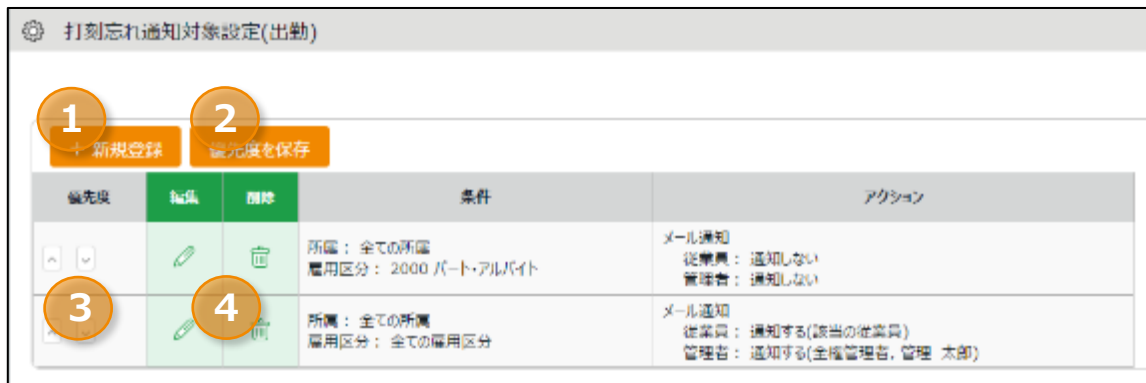 打刻忘れ通知対象設定(出勤)
1
2
+ 新規登録
優先度を保存
優先度 編集 削除 条件 アクション
所属： 全ての所属
雇用区分： 2000 パート・アルバイト
メール通知
従業員： 通知しない
管理者： 通知しない
3
4
所属： 全ての所属
雇用区分： 全ての雇用区分
メール通知
従業員： 通知する(該当の従業員)
管理者： 通知する(全権管理者, 管理 太郎)